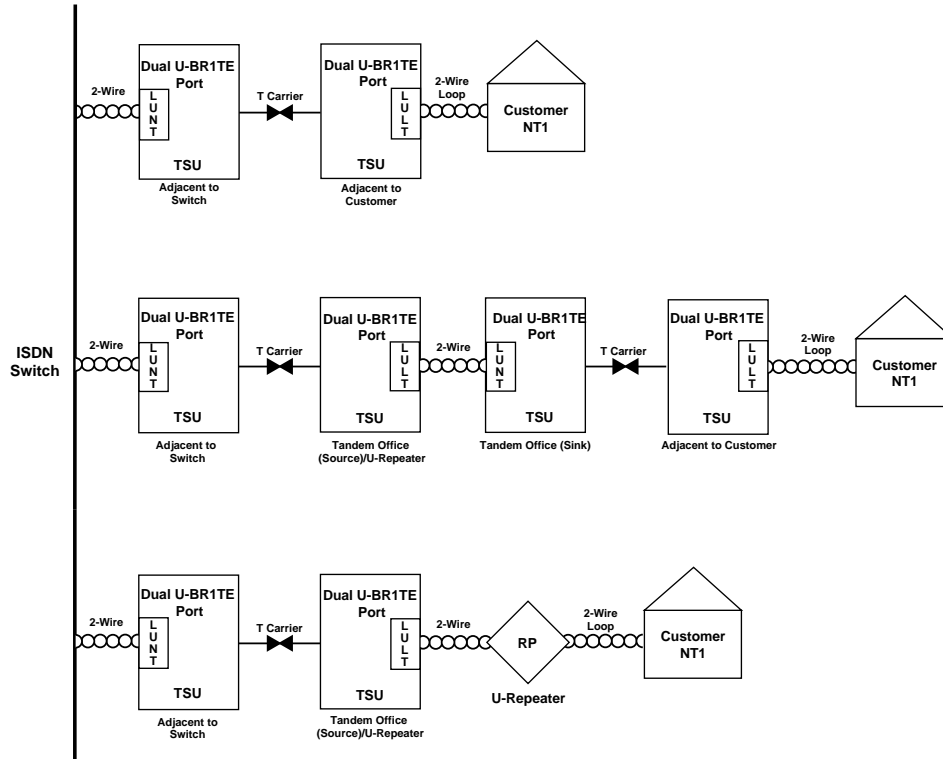 Dual U-BR1TE
Port
2-Wire
L
U
N
T
TSU
Adjacent to
Switch
T Carrier
Dual U-BR1TE
Port
L
U
L
T
TSU
Adjacent to
Customer
2-Wire
Loop
Customer
NT1
ISDN
Switch
2-Wire
Dual U-BR1TE
Port
L
U
N
T
TSU
Adjacent to
Switch
T Carrier
Dual U-BR1TE
Port
L
U
L
T
TSU
Tandem Office
(Source)/U-Repeater
2-Wire
Dual U-BR1TE
Port
L
U
N
T
TSU
Tandem Office (Sink)
T Carrier
Dual U-BR1TE
Port
L
U
L
T
TSU
Adjacent to Customer
2-Wire
Loop
Customer
NT1
2-Wire
Dual U-BR1TE
Port
L
U
N
T
TSU
Adjacent to
Switch
T Carrier
Dual U-BR1TE
Port
L
U
L
T
TSU
Tandem Office
(Source)/U-Repeater
2-Wire
RP
U-Repeater
2-Wire
Loop
Customer
NT1